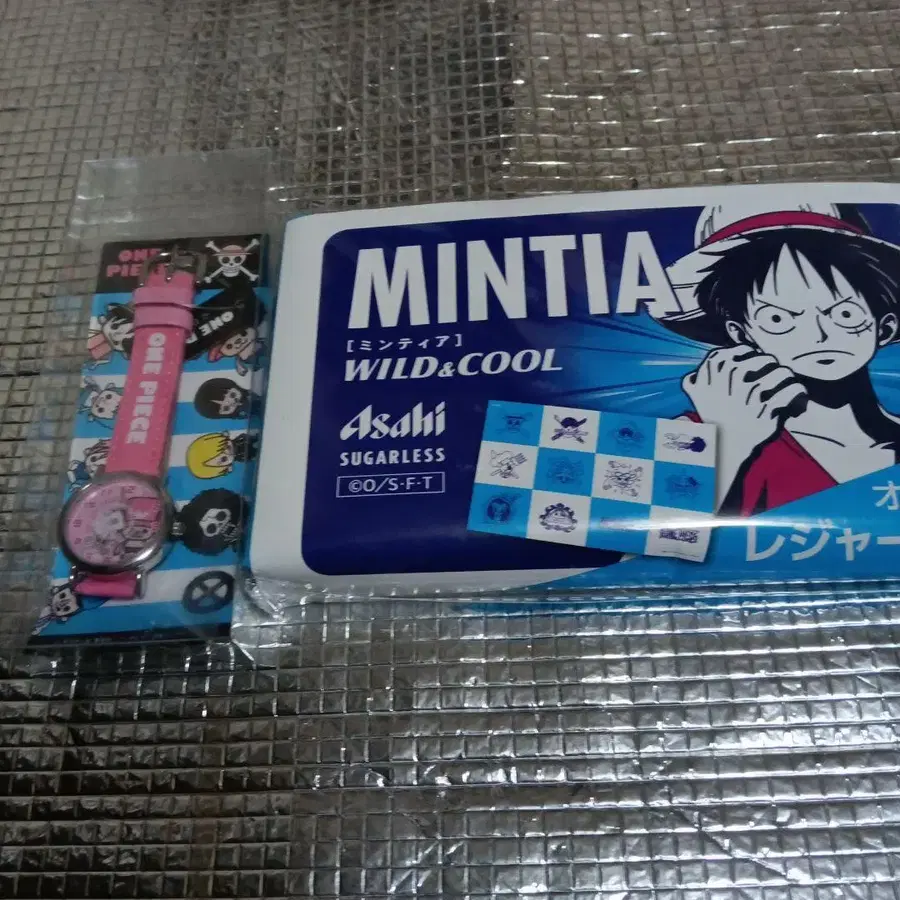 ONE
PIECE
ONE PIECE
ONE PIECE
MINTIA
[ミンティア]
WILD&COOL
Asahi
SUGARLESS
©O/S・F・T
オ
レジャー